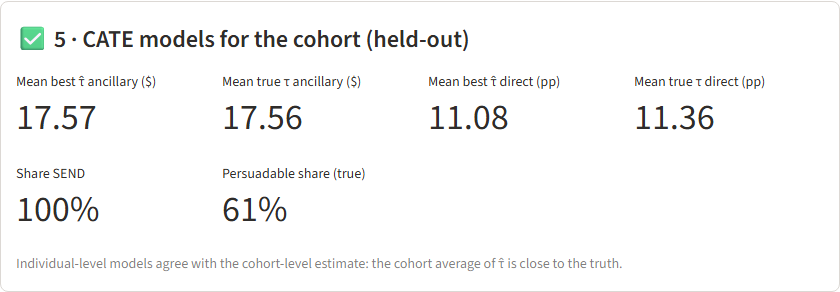 ✅ 5 · CATE models for the cohort (held-out)
Mean best τ̂ ancillary ($)
Mean true τ ancillary ($)
Mean best τ̂ direct (pp)
Mean true τ direct (pp)
17.57
17.56
11.08
11.36
Share SEND
Persuadable share (true)
100%
61%
Individual-level models agree with the cohort-level estimate: the cohort average of τ̂ is close to the truth.